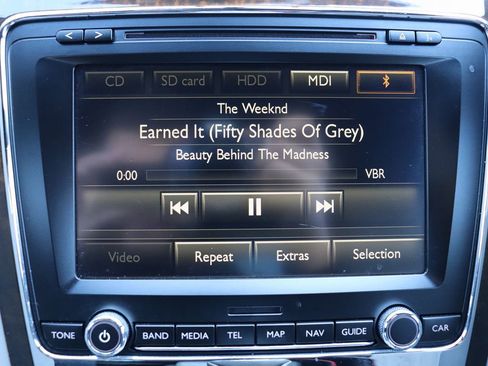 CD SD card HDD MDI
The Weeknd
Earned It (Fifty Shades Of Grey)
Beauty Behind The Madness
0:00 VBR
Video Repeat Extras Selection
TONE BAND MEDIA TEL MAP NAV GUIDE CAR